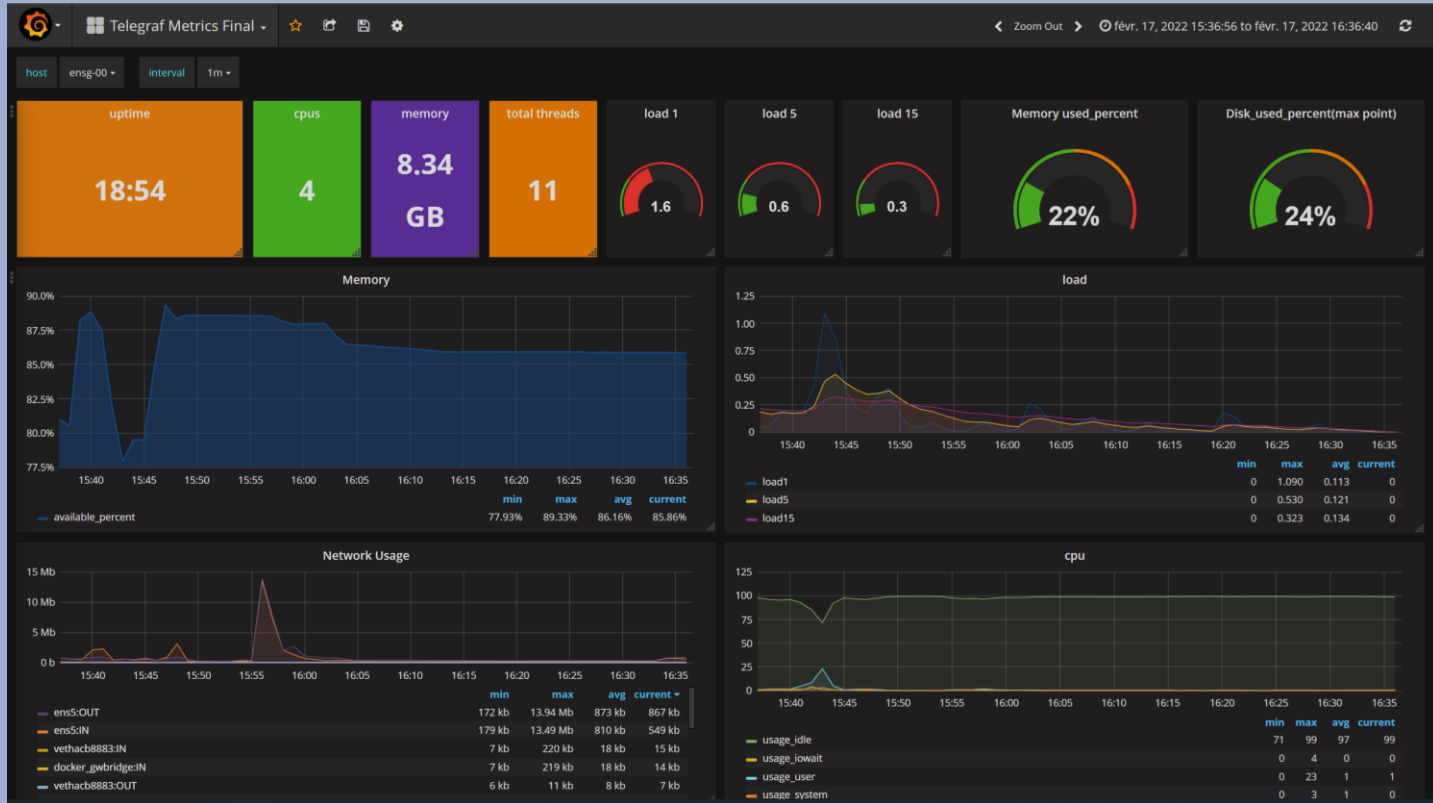 Telegraf Metrics Final
Zoom Out
févr. 17, 2022 15:36:56 to févr. 17, 2022 16:36:40
host ensg-00 interval 1m
uptime
18:54
cpus
4
memory
8.34
GB
total threads
11
load 1
1.6
load 5
0.6
load 15
0.3
Memory used_percent
22%
Disk_used_percent(max point)
24%
Memory
90.0%
87.5%
85.0%
82.5%
80.0%
77.5%
15:40 15:45 15:50 15:55 16:00 16:05 16:10 16:15 16:20 16:25 16:30 16:35
min max avg current
available_percent 77.93% 89.33% 86.16% 85.86%
load
1.25
1.00
0.75
0.50
0.25
0
15:40 15:45 15:50 15:55 16:00 16:05 16:10 16:15 16:20 16:25 16:30 16:35
min max avg current
load1 0 1.090 0.113 0
load5 0 0.530 0.121 0
load15 0 0.323 0.134 0
Network Usage
15 Mb
10 Mb
5 Mb
0 b
15:40 15:45 15:50 15:55 16:00 16:05 16:10 16:15 16:20 16:25 16:30 16:35
min max avg current
ens5:OUT 172 kb 13.94 Mb 873 kb 867 kb
ens5:IN 179 kb 13.49 Mb 810 kb 549 kb
vethacb8883:IN 7 kb 220 kb 18 kb 15 kb
docker_gwbridge:IN 7 kb 219 kb 18 kb 14 kb
vethacb8883:OUT 6 kb 11 kb 8 kb 7 kb
cpu
125
100
75
50
25
0
15:40 15:45 15:50 15:55 16:00 16:05 16:10 16:15 16:20 16:25 16:30 16:35
min max avg current
usage_idle 71 99 97 99
usage_iowait 0 4 0 0
usage_user 0 23 1 1
usage_system 0 3 1 0